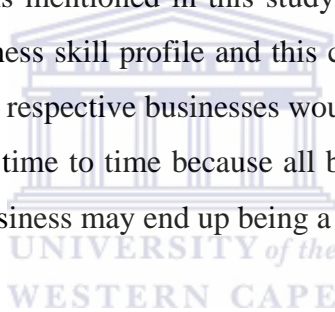 s mentioned in this study
ness skill profile and this c
respective businesses wou
time to time because all b
siness may end up being a
UNIVERSITY of the
WESTERN CAPE